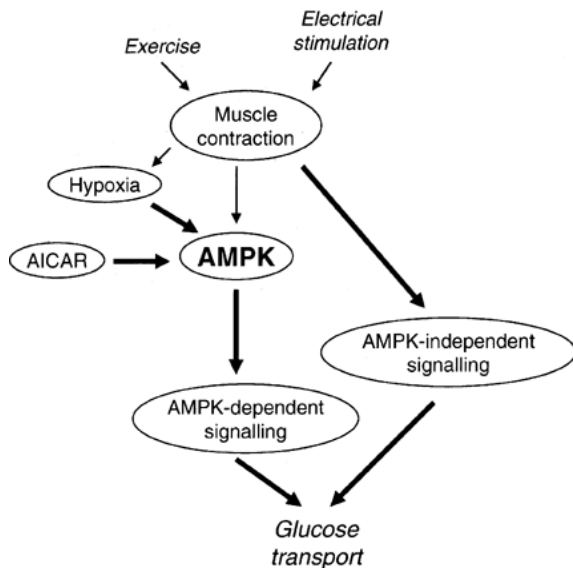 Exercise
Electrical
stimulation
Muscle
contraction
Hypoxia
AICAR
AMPK
AMPK-independent
signalling
AMPK-dependent
signalling
Glucose
transport